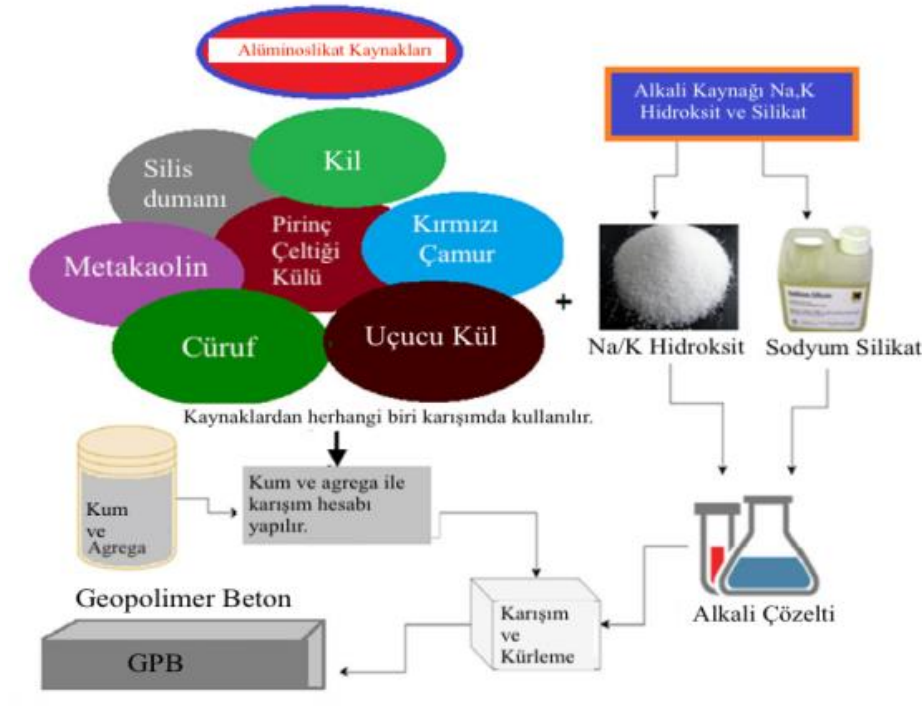 Alüminoslikat Kaynakları
Alkali Kaynağı Na,K
Hidroksit ve Silikat
Silis
dumanı
Kil
Pirinç
Çeltiği
Külü
Kırmızı
Çamur
Metakaolin
Cüruf
Uçucu Kül
+
Na/K Hidroksit
Sodyum Silikat
Kaynaklardan herhangi biri karışımda kullanılır.
Kum
ve
Agrega
Kum ve agrega ile
karışım hesabı
yapılır.
Alkali Çözelti
Karışım
ve
Kürleme
Geopolimer Beton
GPB